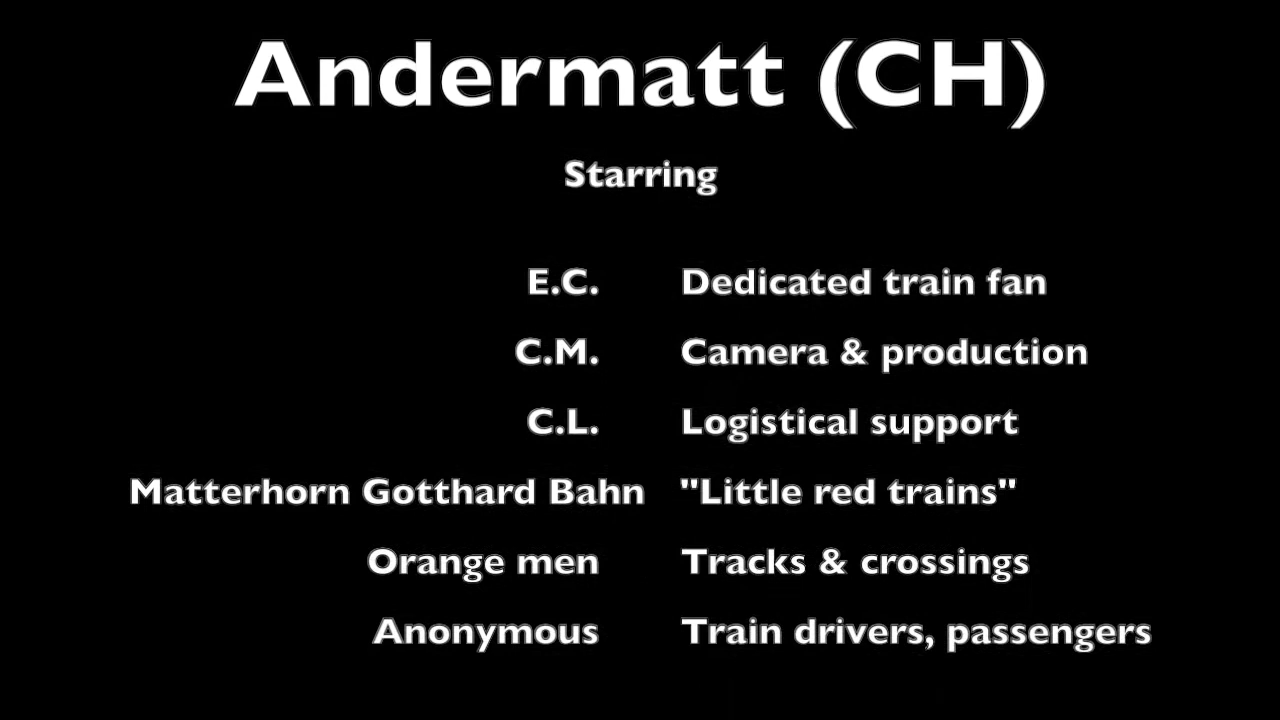 Andermatt (CH)
Starring
E.C. Dedicated train fan
C.M. Camera & production
C.L. Logistical support
Matterhorn Gotthard Bahn "Little red trains"
Orange men Tracks & crossings
Anonymous Train drivers, passengers